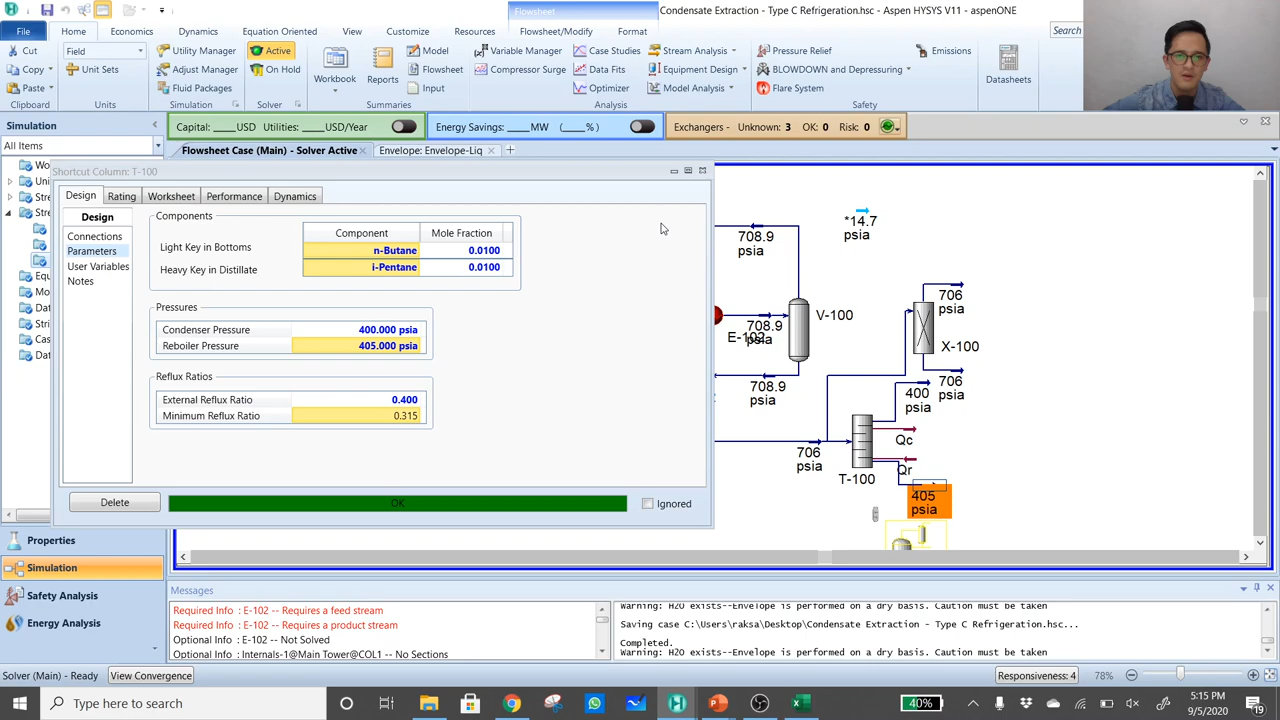 Flowsheet
Condensate Extraction - Type C Refrigeration.hsc - Aspen HYSYS V11 - aspenONE
File Home Economics Dynamics Equation Oriented View Customize Resources Flowsheet/Modify Format Search
Cut Field Utility Manager Active Model Variable Manager Case Studies Stream Analysis Pressure Relief Emissions
Copy Unit Sets Adjust Manager On Hold Workbook Reports Flowsheet Compressor Surge Data Fits Equipment Design BLOWDOWN and Depressuring Datasheets
Paste Fluid Packages Input Optimizer Model Analysis Flare System
Clipboard Units Simulation Solver Summaries Analysis Safety
Simulation Capital: ____USD Utilities: ____USD/Year Energy Savings: ____MW (____%) Exchangers - Unknown: 3 OK: 0 Risk: 0
All Items Flowsheet Case (Main) - Solver Active Envelope: Envelope-Liq
Shortcut Column: T-100
Design Rating Worksheet Performance Dynamics
Design
Connections
Parameters
User Variables
Notes
Components
Component Mole Fraction
Light Key in Bottoms n-Butane 0.0100
Heavy Key in Distillate i-Pentane 0.0100
Pressures
Condenser Pressure 400.000 psia
Reboiler Pressure 405.000 psia
Reflux Ratios
External Reflux Ratio 0.400
Minimum Reflux Ratio 0.315
Delete OK Ignored
*14.7
psia
708.9
psia
V-100
708.9
psia
E-102
708.9
psia
706
psia
X-100
706
psia
400
psia
Qc
706
psia
Qr
T-100
405
psia
Properties
Simulation
Safety Analysis
Energy Analysis
Messages
Required Info : E-102 -- Requires a feed stream
Required Info : E-102 -- Requires a product stream
Optional Info : E-102 -- Not Solved
Optional Info : Internals-1@Main Tower@COL1 -- No Sections
Warning: H2O exists--Envelope is performed on a dry basis. Caution must be taken
Saving case C:\Users\raksa\Desktop\Condensate Extraction - Type C Refrigeration.hsc...
Completed.
Warning: H2O exists--Envelope is performed on a dry basis. Caution must be taken
Solver (Main) - Ready View Convergence Responsiveness: 4 78%
Type here to search 40% 5:15 PM
9/5/2020 19